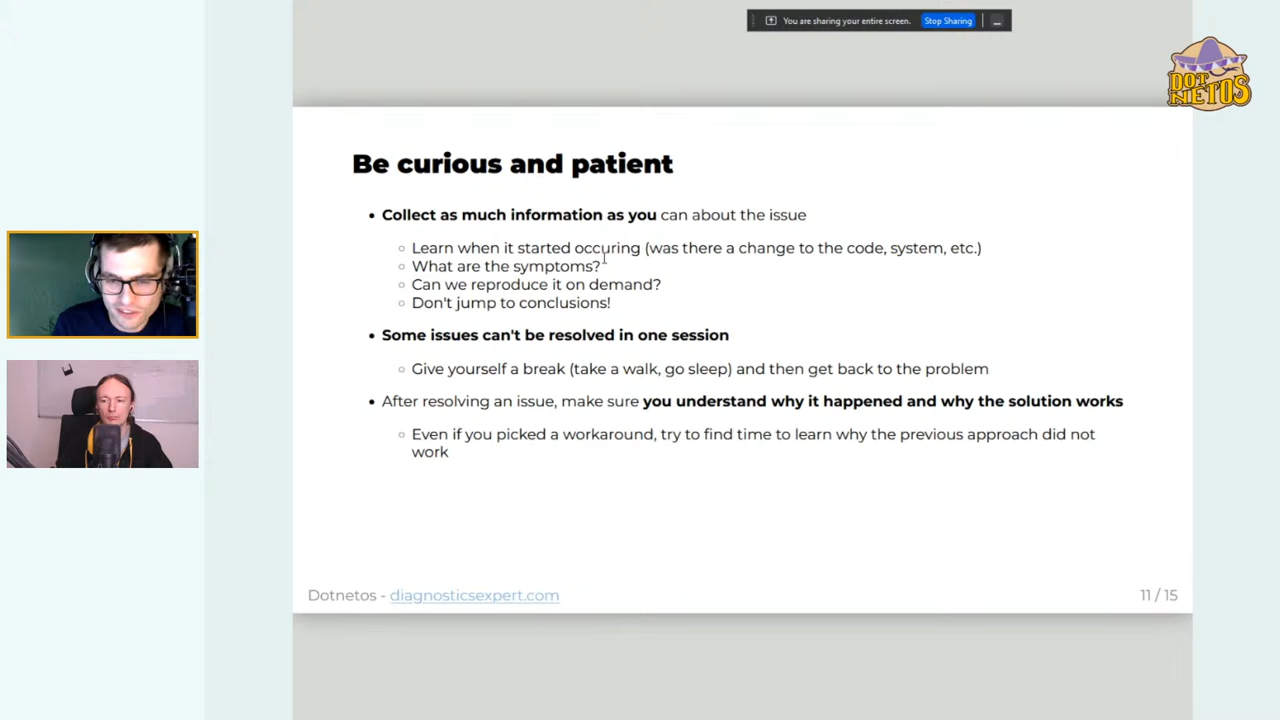 You are sharing your entire screen. Stop Sharing
DOT
NETOS
Be curious and patient
• Collect as much information as you can about the issue
○ Learn when it started occuring (was there a change to the code, system, etc.)
○ What are the symptoms?
○ Can we reproduce it on demand?
○ Don't jump to conclusions!
• Some issues can't be resolved in one session
○ Give yourself a break (take a walk, go sleep) and then get back to the problem
• After resolving an issue, make sure you understand why it happened and why the solution works
○ Even if you picked a workaround, try to find time to learn why the previous approach did not
work
Dotnetos - diagnosticsexpert.com
11 / 15